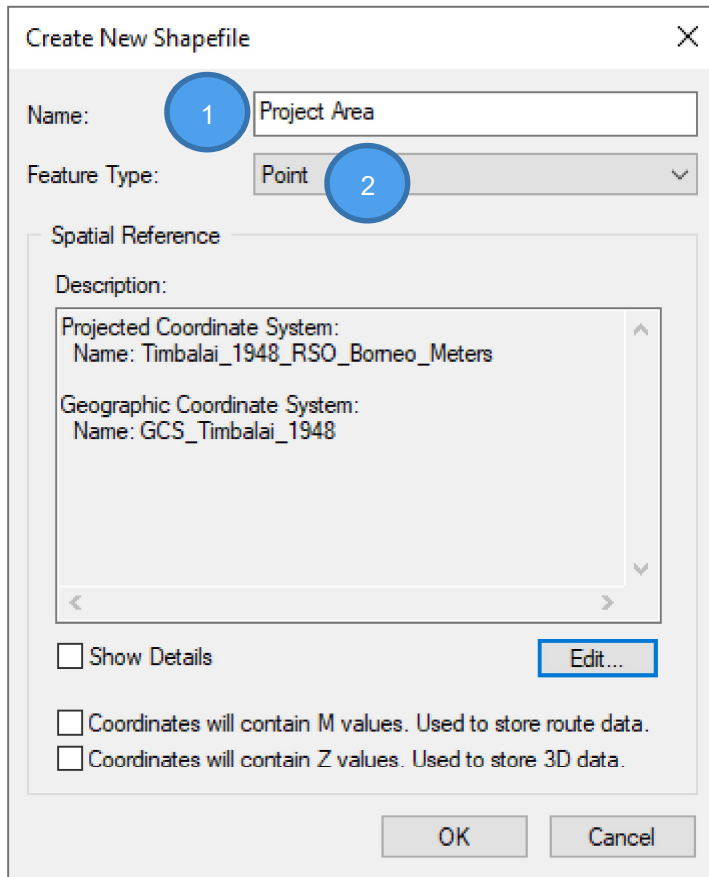 Create New Shapefile
Name: 1 Project Area
Feature Type: Point 2
Spatial Reference
Description:
Projected Coordinate System:
Name: Timbalai_1948_RSO_Borneo_Meters
Geographic Coordinate System:
Name: GCS_Timbalai_1948
Show Details Edit...
Coordinates will contain M values. Used to store route data.
Coordinates will contain Z values. Used to store 3D data.
OK Cancel